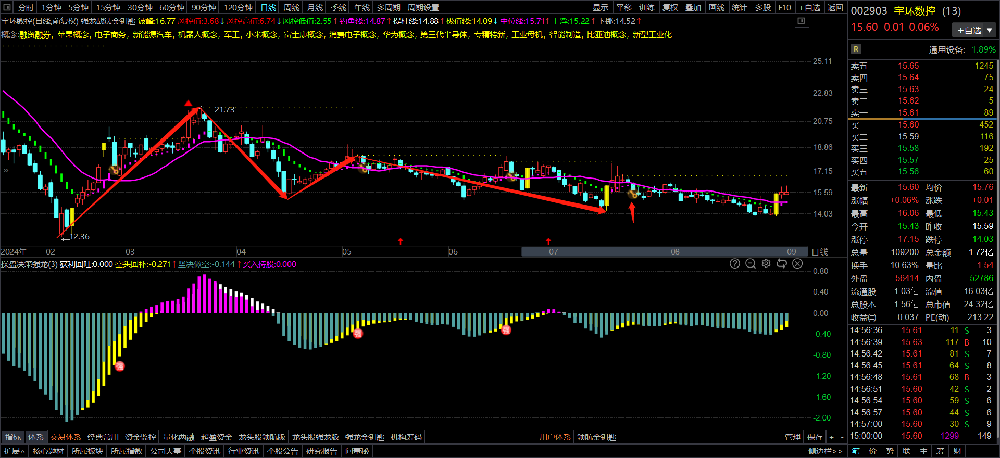 分时 1分钟 5分钟 15分钟 30分钟 60分钟 90分钟 120分钟 日线 周线 月线 季线 年线 多周期 周期设置 显示 平移 训练 复权 叠加 画线 统计 多股 F10 +自选 返回
宇环数控(日线,前复权) 强龙战法金钥匙 波峰:16.77 风控值:3.68↓ 风控高值:6.74↓ 风控低值:2.55↑ 钓鱼线:14.87↑ 提杆线:14.88↑ 极值线:14.09↓ 中位线:15.71↑ 上浮:15.22↑ 下挪:14.52↑
概念:融资融券，苹果概念，电子商务，新能源汽车，机器人概念，军工，小米概念，富士康概念，消费电子概念，华为概念，第三代半导体，专精特新，工业母机，智能制造，比亚迪概念，新型工业化
25.11
22.83
21.73
20.75
18.86
17.15
15.59
14.03
2.36
2024年 02 03 04 05 06 07 08 09 日线
操盘决策强龙(3) 获利回吐:0.000 空头回补:-0.271↑ 坚决做空:-0.144↑ 买入持股:0.000
0.80
0.40
0.00
-0.40
-0.80
-1.20
-1.60
-2.00
强
强
强
指标 体系 交易体系 经典常用 资金监控 量化两融 超盈资金 龙头股领航版 龙头股强龙版 强龙金钥匙 机构筹码 用户体系 领航金钥匙 管理 保存 + -
扩展∧ 核心题材 所属板块 所属指数 公司大事 个股资讯 行业资讯 个股公告 研究报告 问董秘 侧边栏>>
002903 宇环数控 (13)
15.60 0.01 0.06% +自选 ▼
R 通用设备: -1.89%
卖五 15.65 1245
卖四 15.64 75
卖三 15.63 24
卖二 15.62 5
卖一 15.61 89
买一 15.60 452
买二 15.59 116
买三 15.58 192
买四 15.57 25
买五 15.56 60
最新 15.60 均价 15.76
涨幅 +0.06% 涨跌 +0.01
最高 16.06 最低 15.43
今开 15.43 昨收 15.59
涨停 17.15 跌停 14.03
总量 109200 总金额 1.72亿
换手 10.63% 量比 1.54
外盘 56414 内盘 52786
流通股 1.03亿 流值 16.03亿
总股本 1.56亿 总市值 24.32亿
收益㈡ 0.037 PE(动) 213.22
14:56:36 15.61 11 S 3
14:56:39 15.63 117 B 10
14:56:42 15.61 81 S 7
14:56:45 15.61 64 S 8
14:56:48 15.61 68 B 3
14:56:51 15.60 42 S 2
14:56:54 15.60 59 S 6
14:56:57 15.60 44 S 6
14:57:00 15.60 30 S 9
15:00:00 15.60 1299 149
笔 价 势 联 主 筹 财